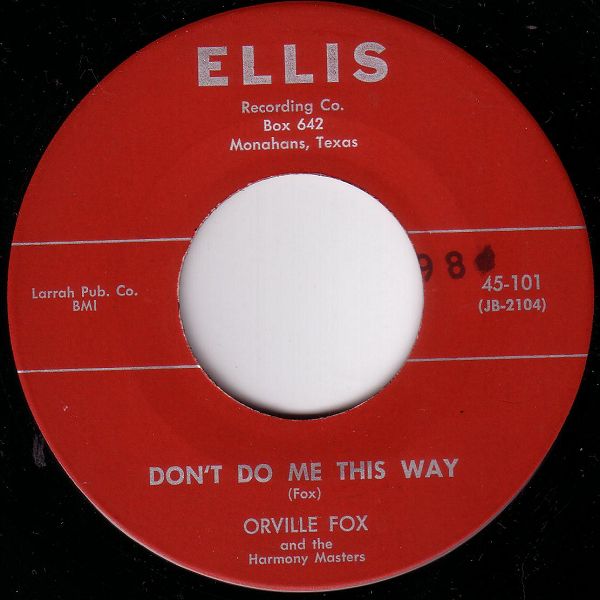 ELLIS
Recording Co.
Box 642
Monahans, Texas
Larrah Pub. Co.
BMI
98
45-101
(JB-2104)
DON'T DO ME THIS WAY
(Fox)
ORVILLE FOX
and the
Harmony Masters